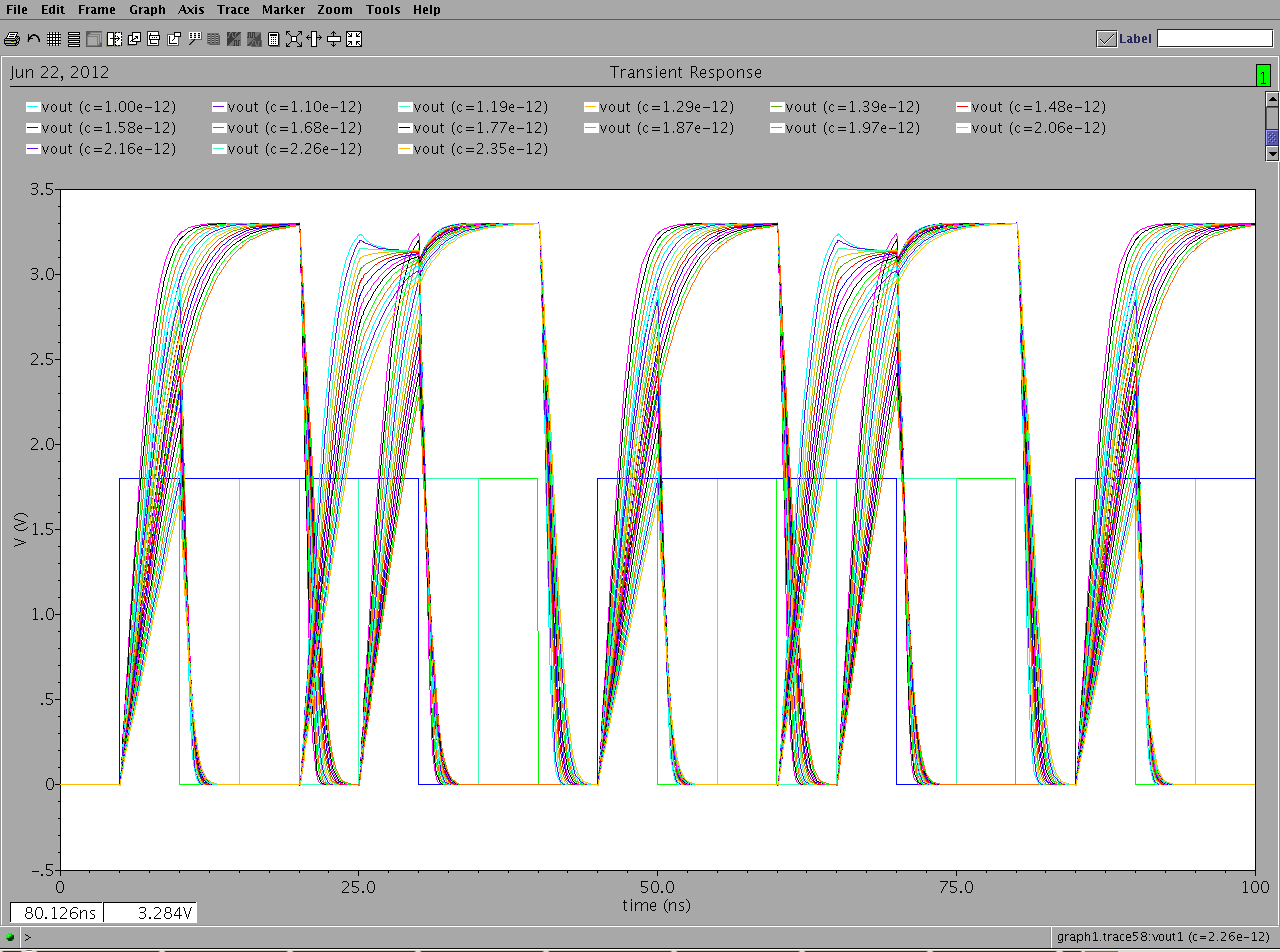 File Edit Frame Graph Axis Trace Marker Zoom Tools Help
Label
Jun 22, 2012 Transient Response 1
vout (c=1.00e-12) vout (c=1.10e-12) vout (c=1.19e-12) vout (c=1.29e-12) vout (c=1.39e-12) vout (c=1.48e-12)
vout (c=1.58e-12) vout (c=1.68e-12) vout (c=1.77e-12) vout (c=1.87e-12) vout (c=1.97e-12) vout (c=2.06e-12)
vout (c=2.16e-12) vout (c=2.26e-12) vout (c=2.35e-12)
3.5
3.0
2.5
2.0
V (V)
1.5
1.0
.5
0
-.5
0 25.0 50.0 75.0 100
time (ns)
80.126ns 3.284V
> graph1.trace58:vout1 (c=2.26e-12)